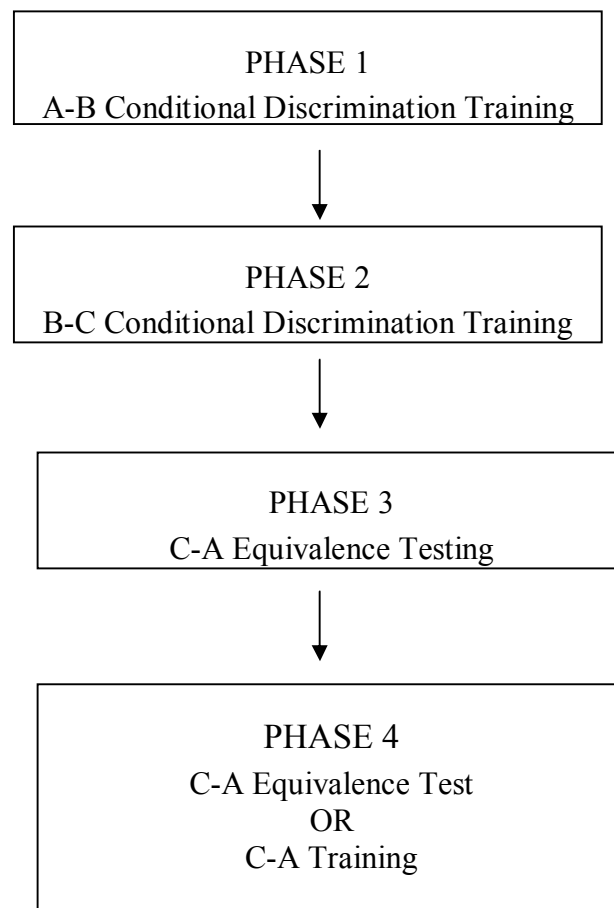 PHASE 1
A-B Conditional Discrimination Training
PHASE 2
B-C Conditional Discrimination Training
PHASE 3
C-A Equivalence Testing
PHASE 4
C-A Equivalence Test
OR
C-A Training